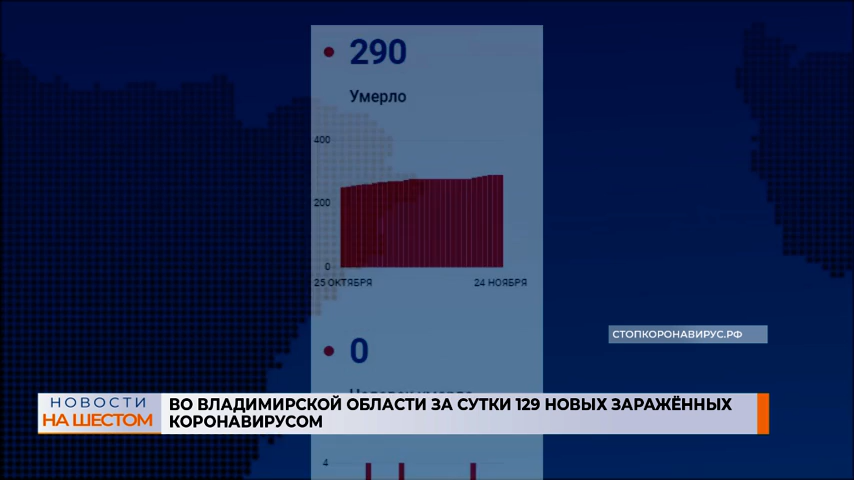 290
Умерло
400
200
0
25 ОКТЯБРЯ
24 НОЯБРЯ
СТОПКОРОНАВИРУС.РФ
0
НОВОСТИ
НА ШЕСТОМ
ВО ВЛАДИМИРСКОЙ ОБЛАСТИ ЗА СУТКИ 129 НОВЫХ ЗАРАЖЁННЫХ
КОРОНАВИРУСОМ
4